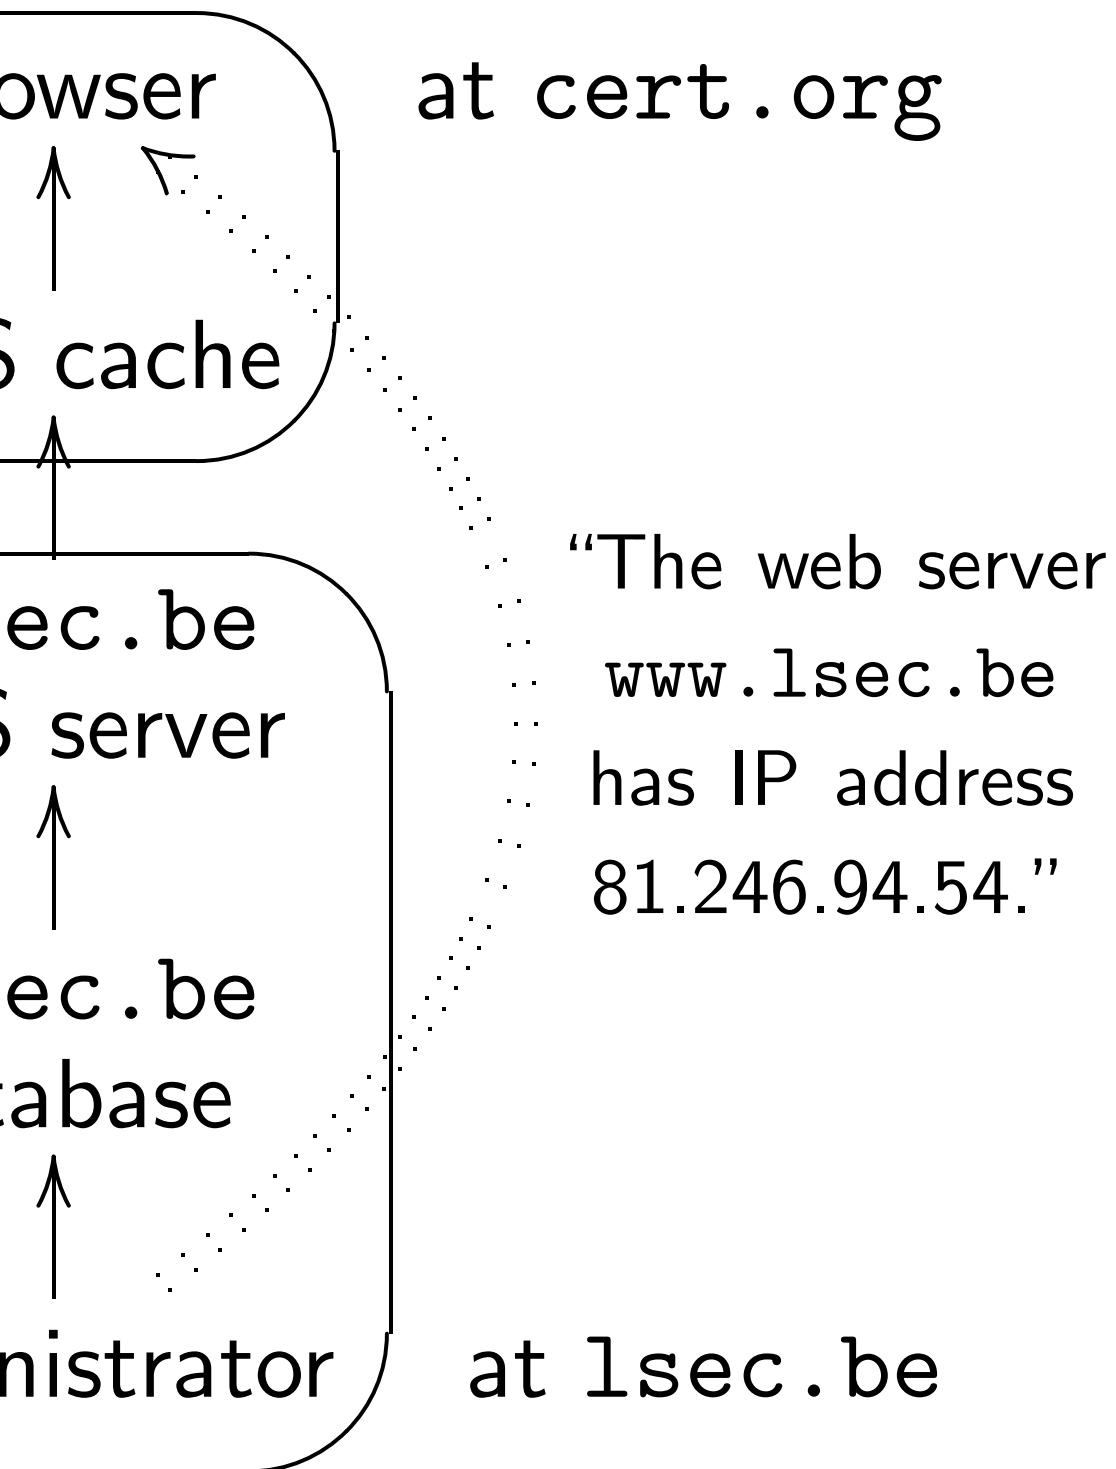 owser at cert.org
S cache
“The web server
ec.be
www.lsec.be
S server
has IP address
81.246.94.54.”
ec.be
tabase
nistrator at lsec.be